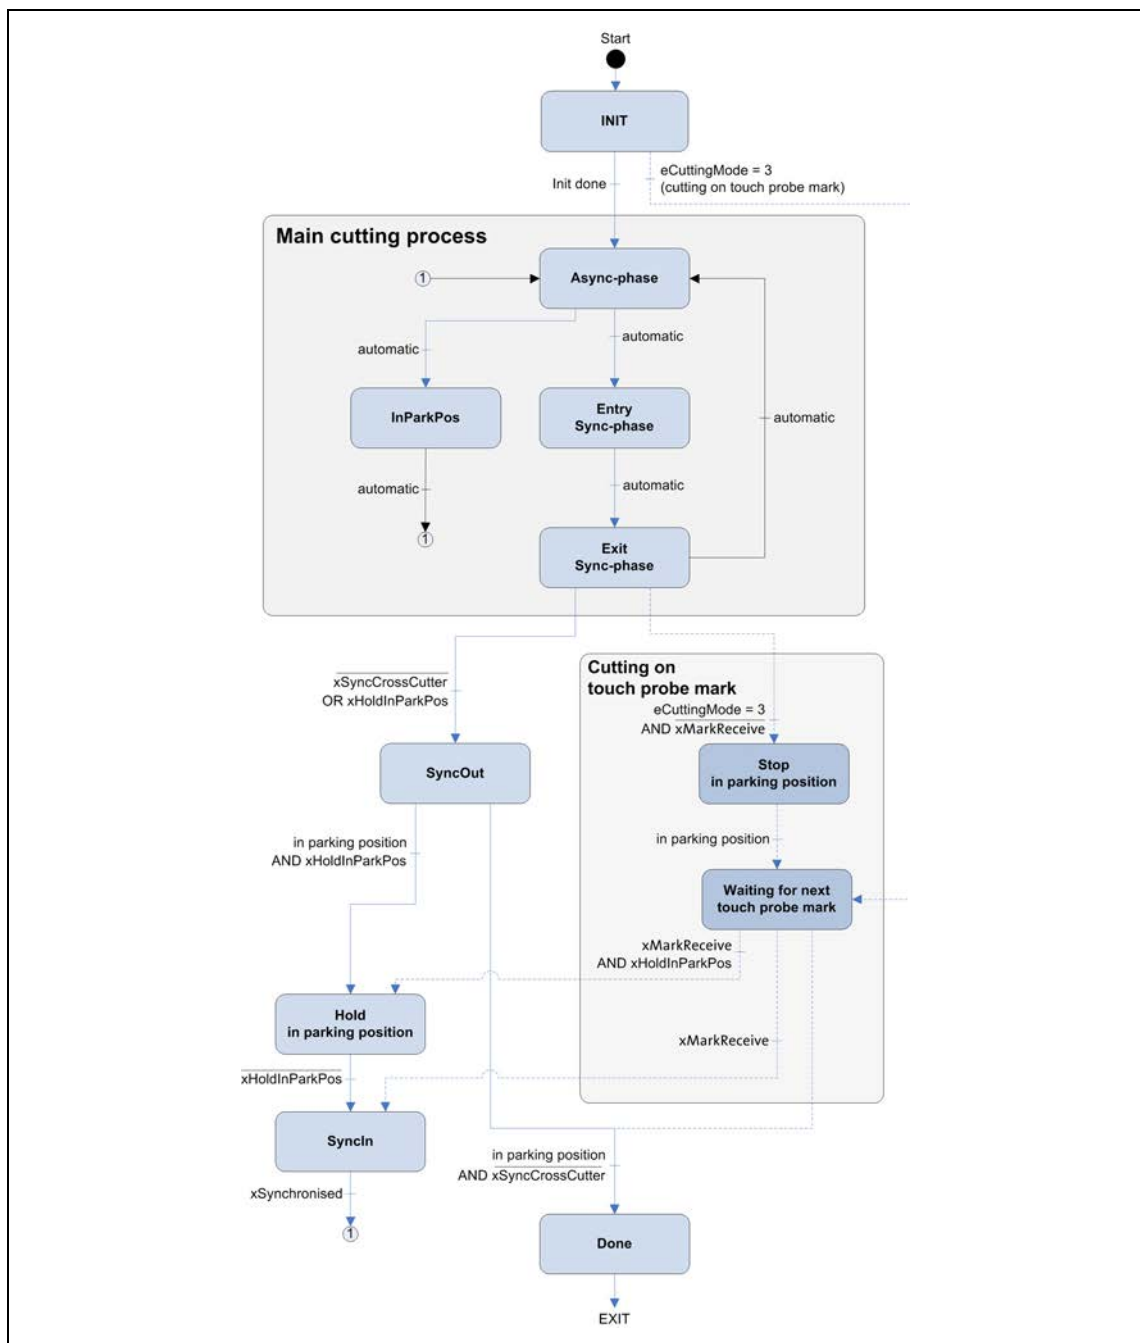 Start
INIT
Init done
eCuttingMode = 3
(cutting on touch probe mark)
Main cutting process
1
Async-phase
automatic
automatic
InParkPos
Entry
Sync-phase
automatic
automatic
automatic
1
Exit
Sync-phase
xSyncCrossCutter
OR xHoldInParkPos
Cutting on
touch probe mark
eCuttingMode = 3
AND xMarkReceive
SyncOut
Stop
in parking position
in parking position
AND xHoldInParkPos
in parking position
Waiting for next
touch probe mark
xMarkReceive
AND xHoldInParkPos
Hold
in parking position
xMarkReceive
xHoldInParkPos
SyncIn
in parking position
AND xSyncCrossCutter
xSynchronised
1
Done
EXIT